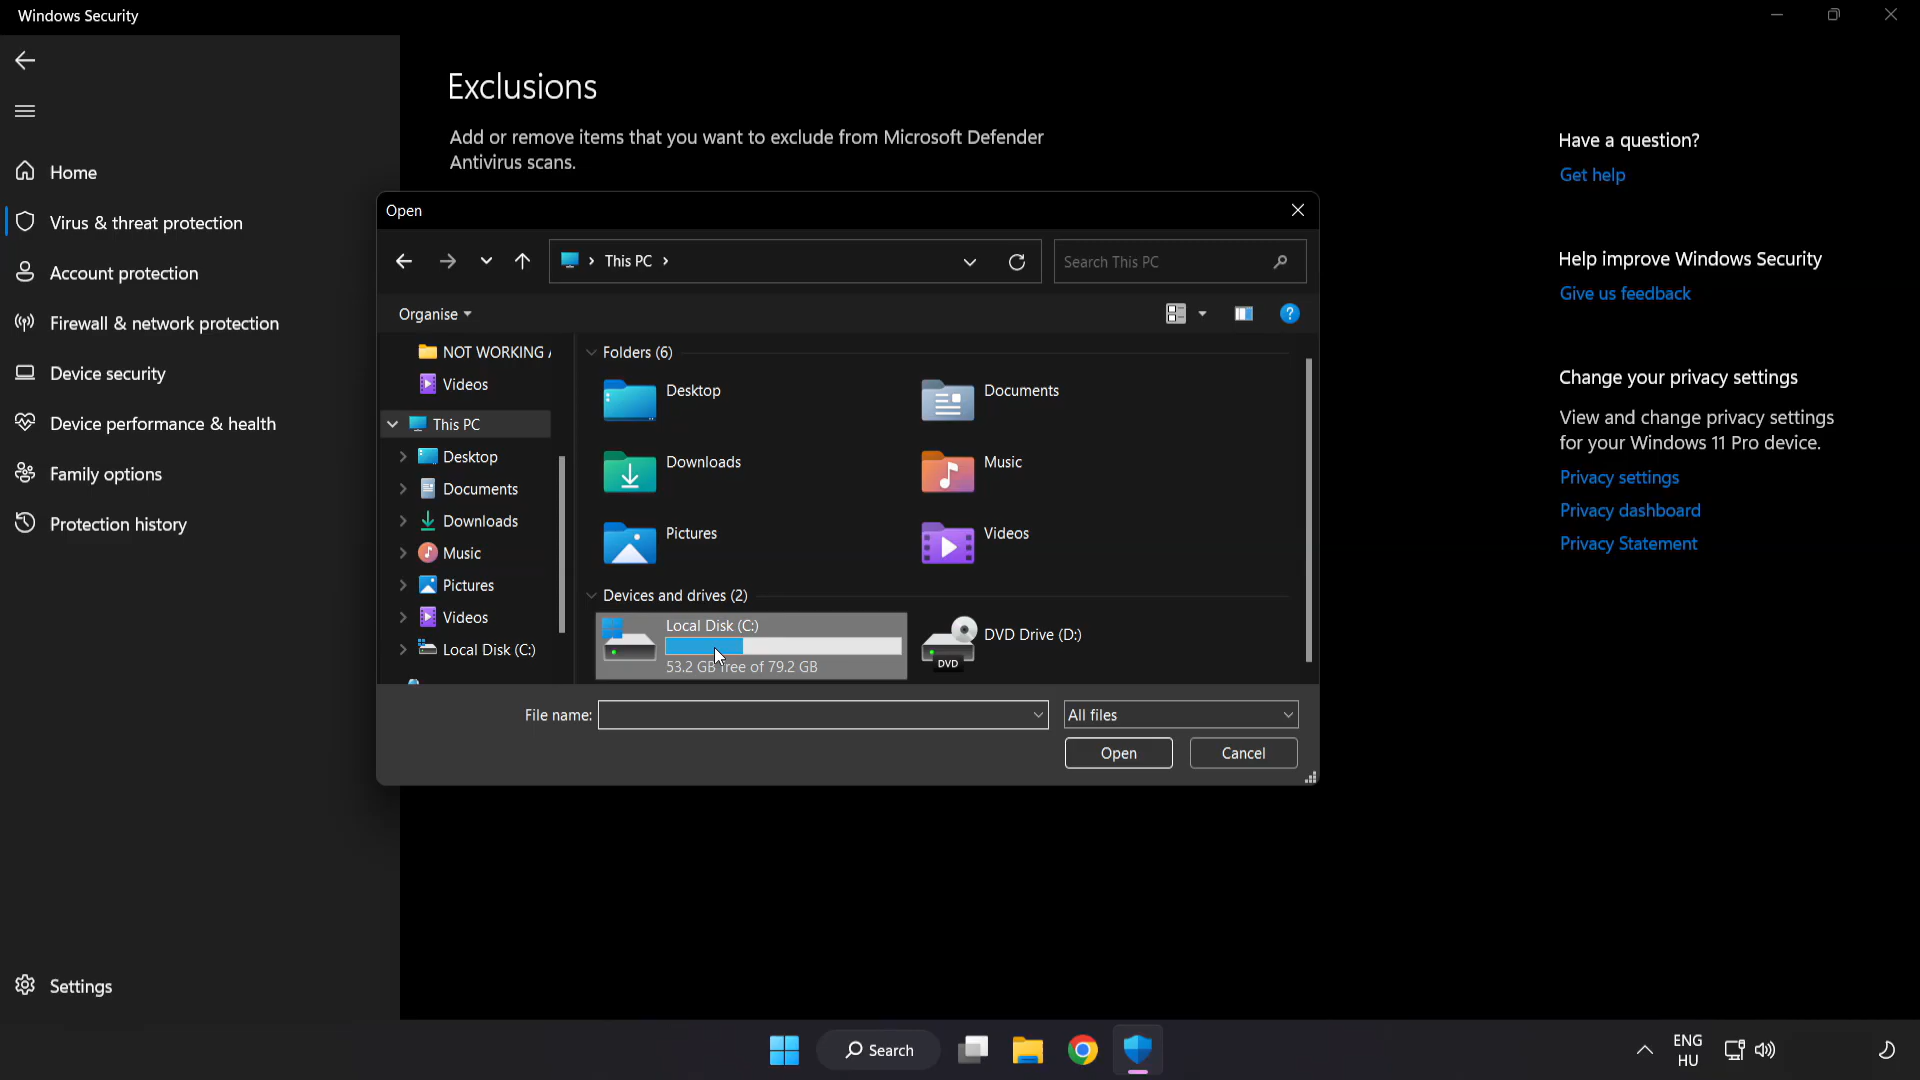 Windows Security
Exclusions
Add or remove items that you want to exclude from Microsoft Defender
Antivirus scans.
Home
Virus & threat protection
Account protection
Firewall & network protection
Device security
Device performance & health
Family options
Protection history
Settings
Open
This PC
Search This PC
Organise
NOT WORKING
Videos
This PC
Desktop
Documents
Downloads
Music
Pictures
Videos
Local Disk (C:)
Folders (6)
Desktop
Documents
Downloads
Music
Pictures
Videos
Devices and drives (2)
Local Disk (C:)
53.2 GB free of 79.2 GB
DVD Drive (D:)
DVD
File name:
All files
Open
Cancel
Have a question?
Get help
Help improve Windows Security
Give us feedback
Change your privacy settings
View and change privacy settings
for your Windows 11 Pro device.
Privacy settings
Privacy dashboard
Privacy Statement
Search
ENG
HU